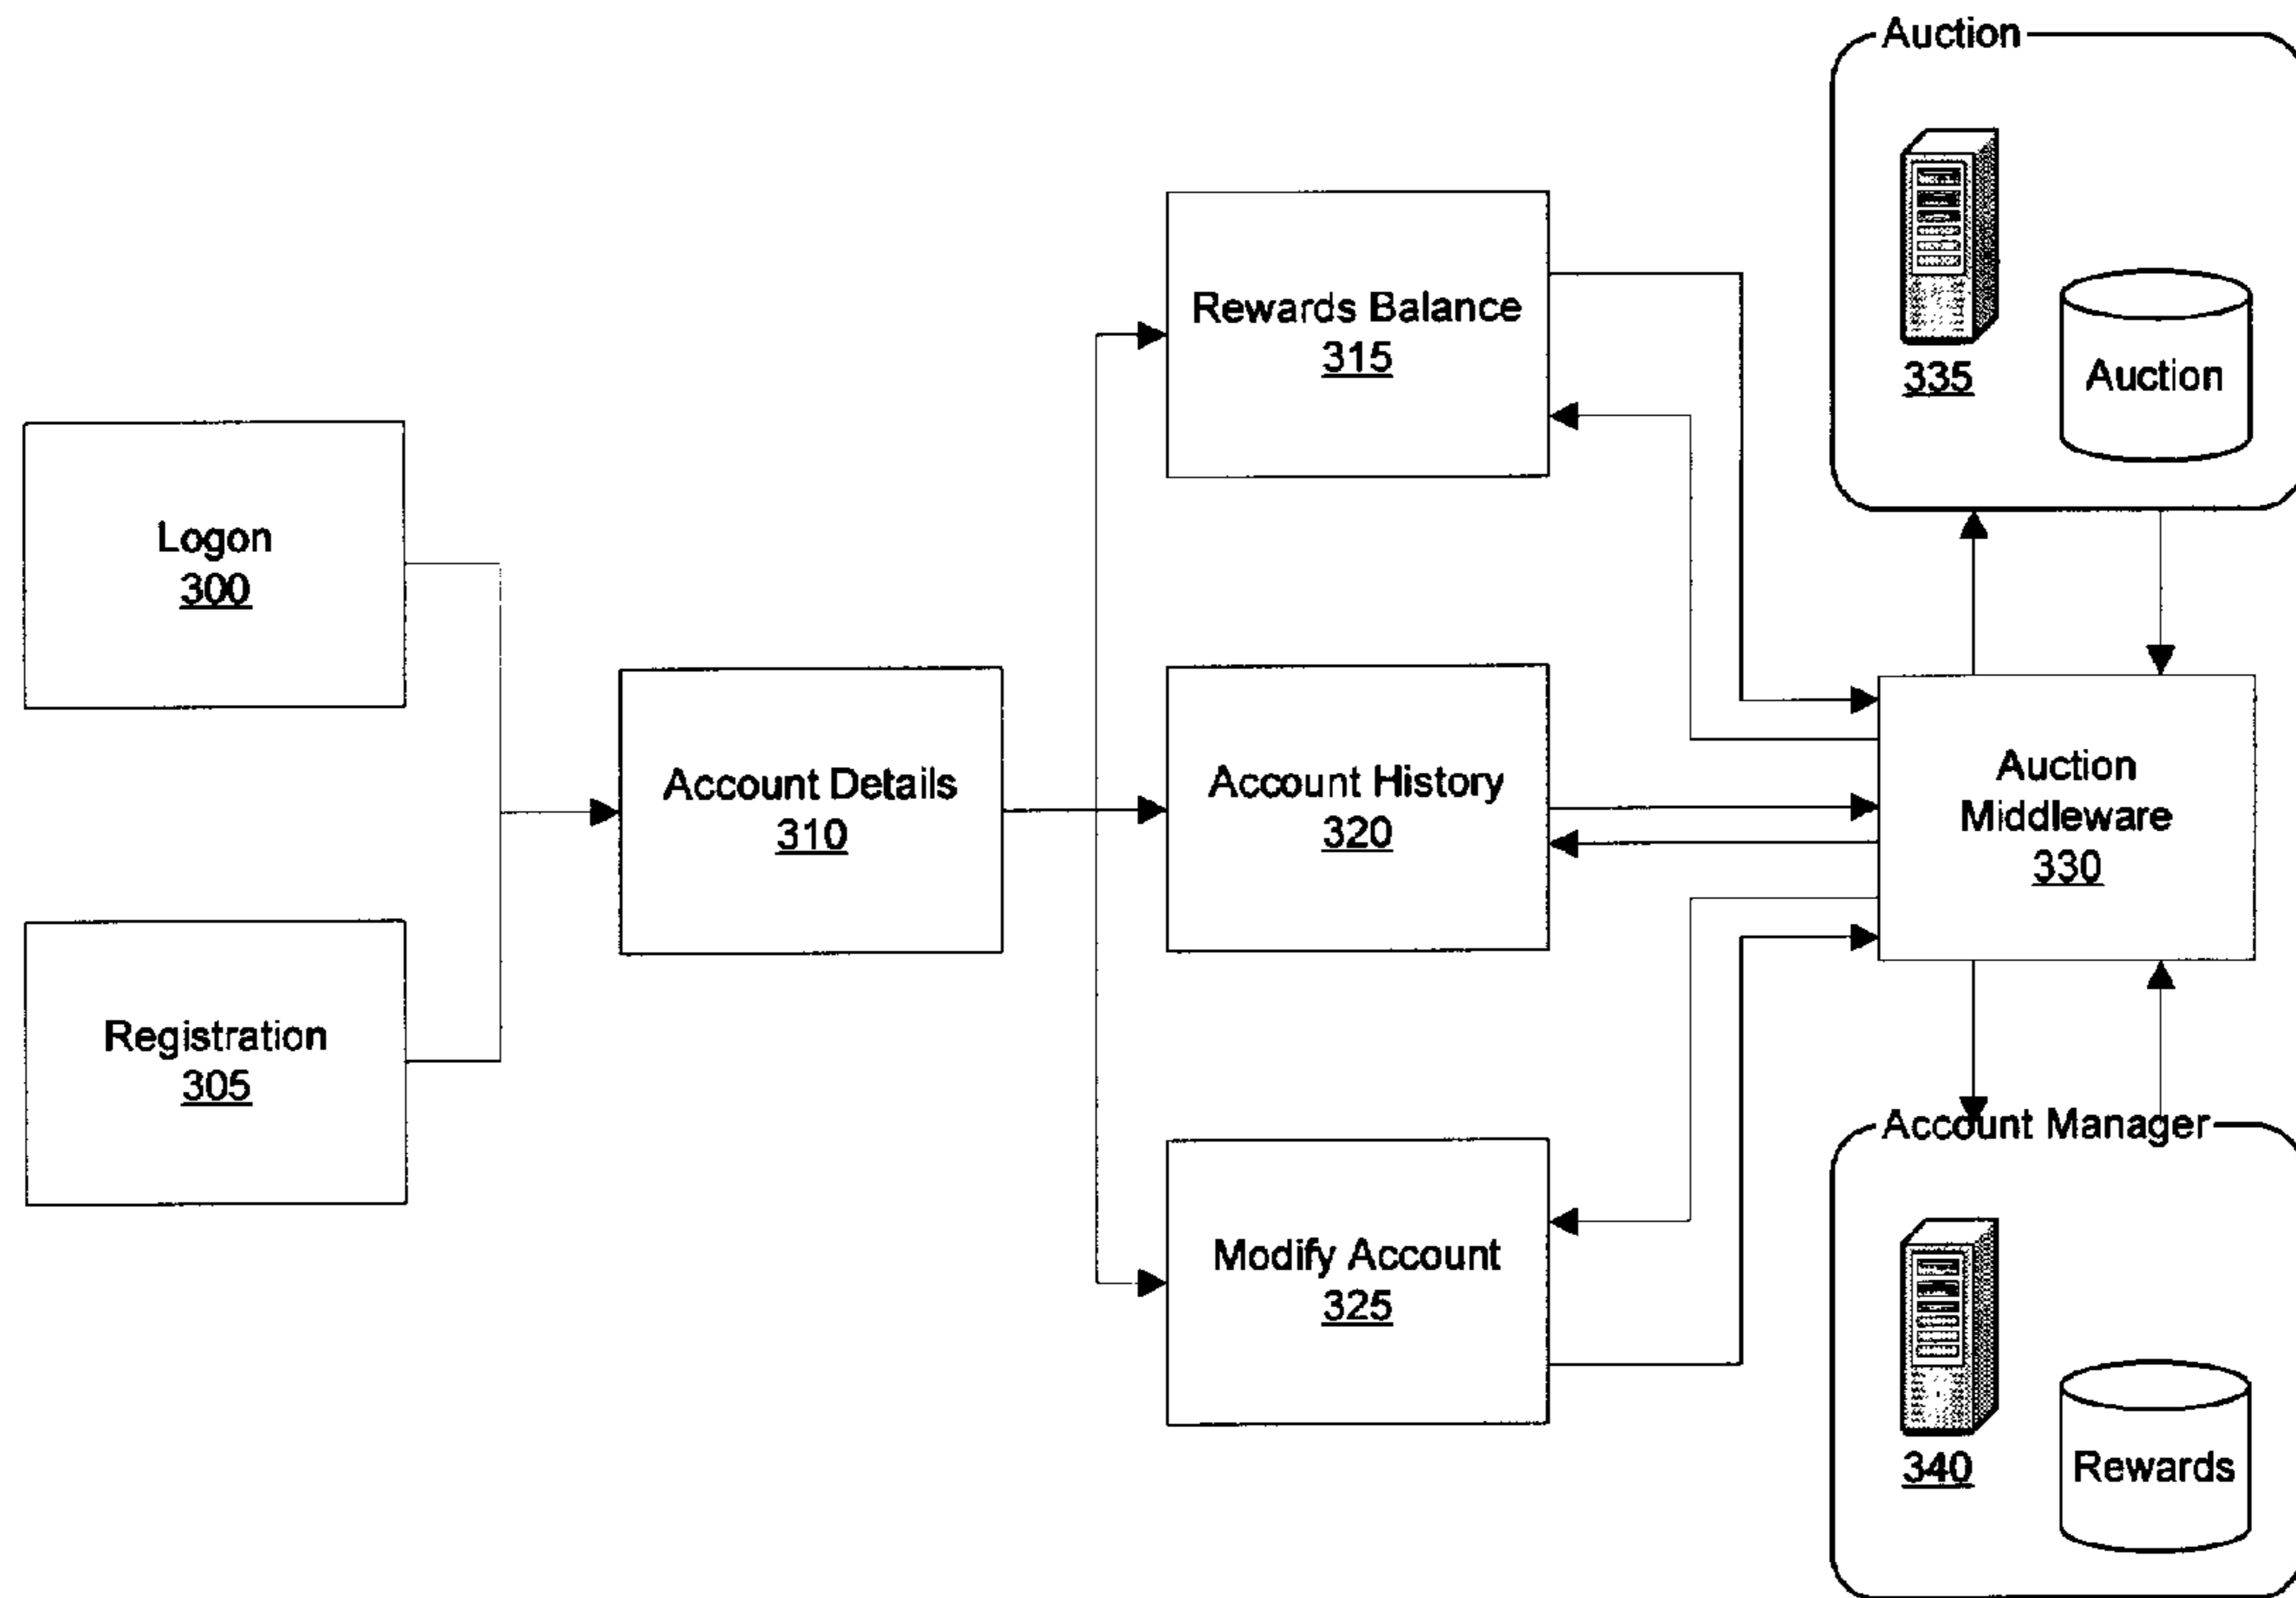 Auction
335
Auction
Rewards Balance
315
Logon
300
Account Details
310
Account History
320
Auction
Middleware
330
Registration
305
Modify Account
325
Account Manager
340
Rewards